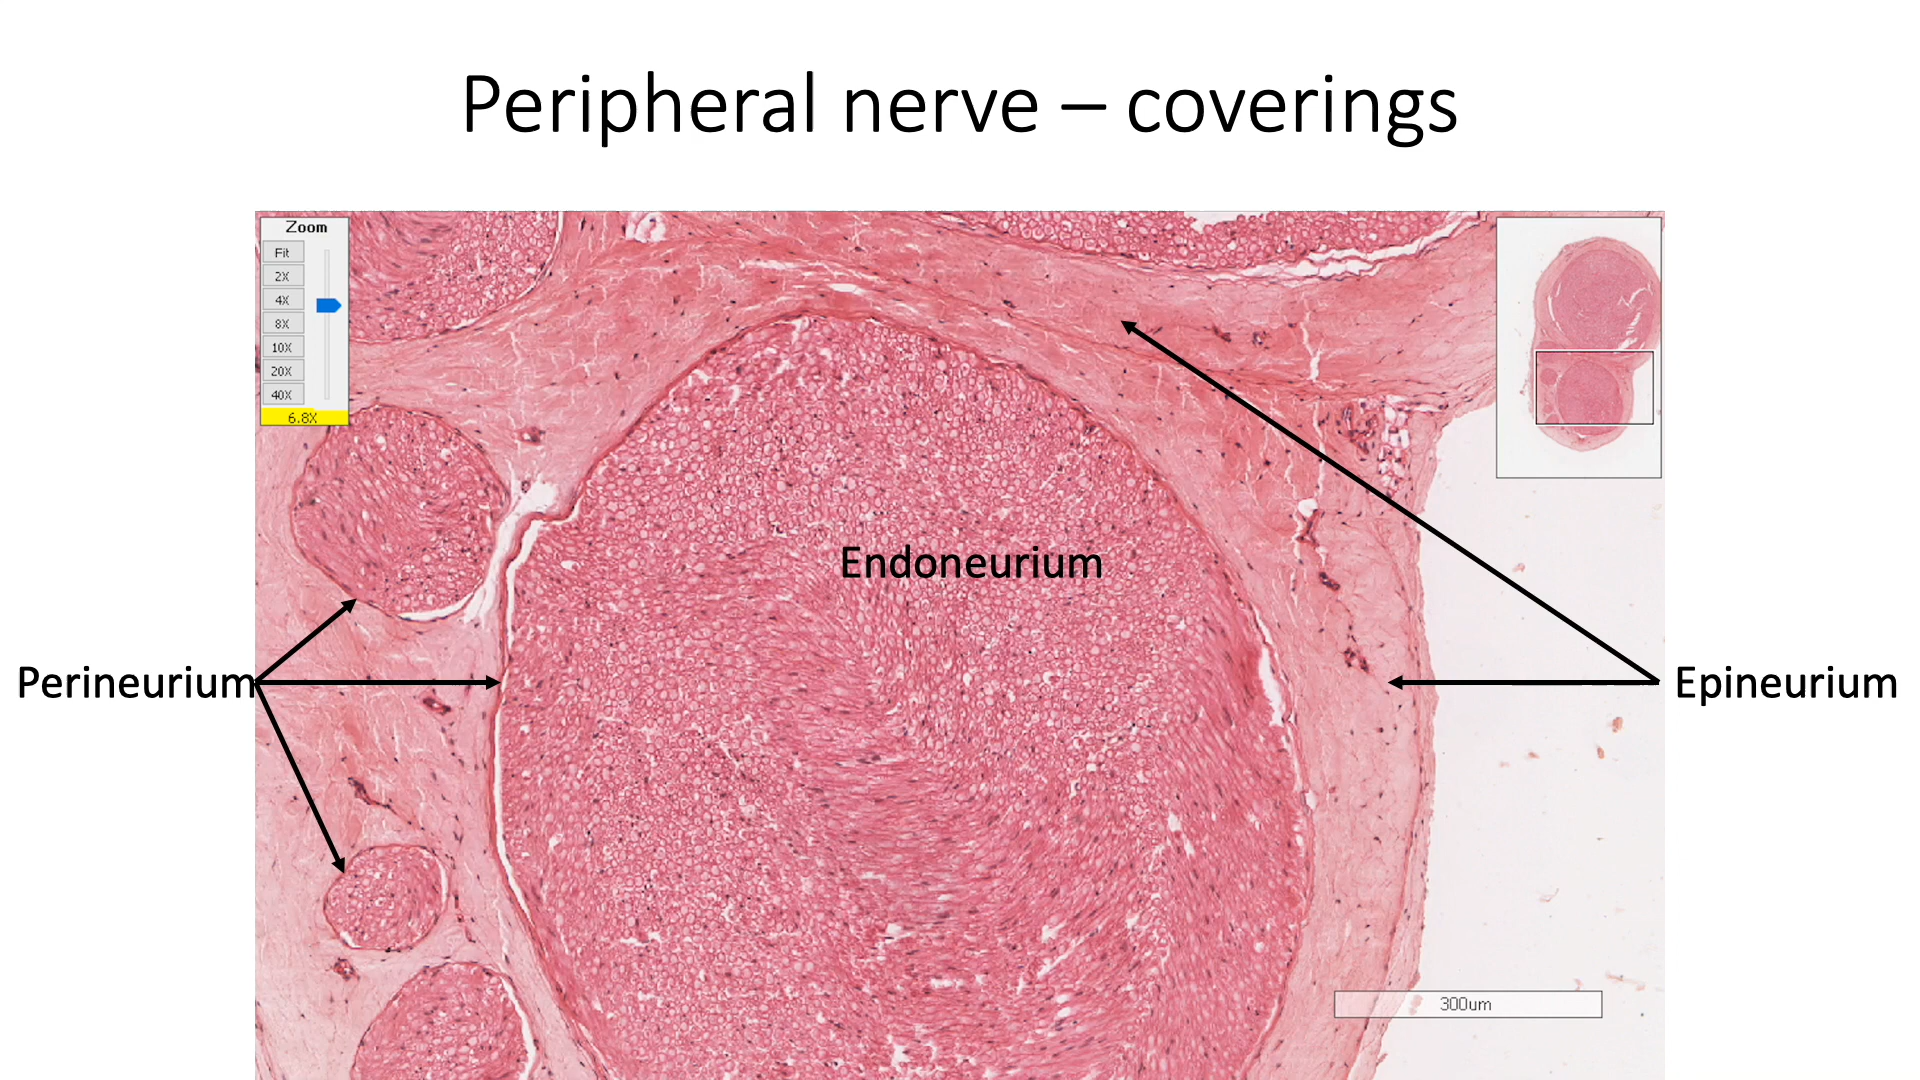 Peripheral nerve – coverings
Zoom
Fit
2X
4X
8X
10X
20X
40X
6.8X
Endoneurium
Perineurium
Epineurium
300um